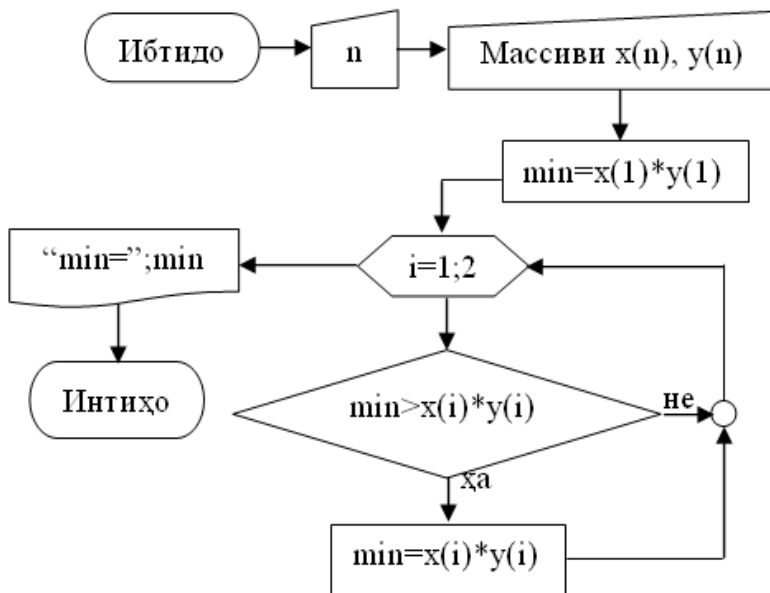 Ибтидо
n
Массиви x(n), y(n)
min=x(1)*y(1)
i=1;2
“min=”;min
Интиҳо
min>x(i)*y(i)
не
ҳа
min=x(i)*y(i)